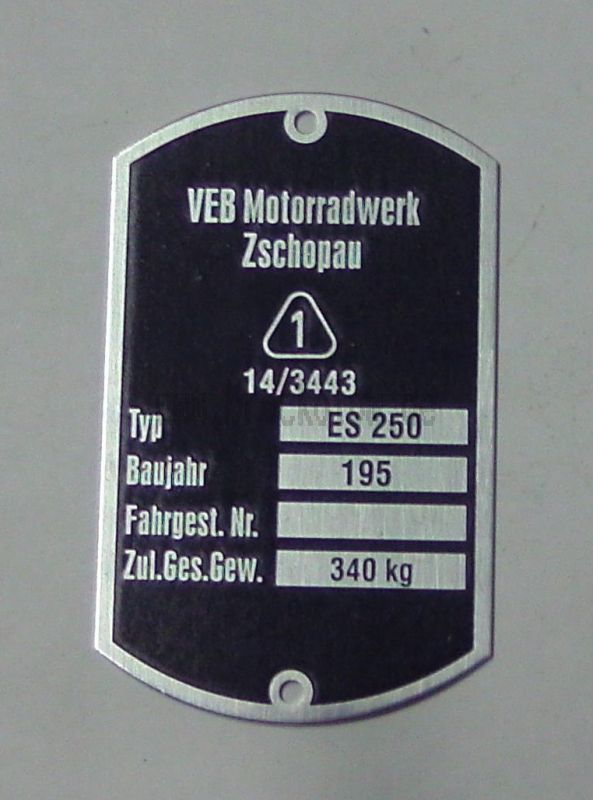 VEB Motorradwerk
Zschopau
1
14/3443
Typ ES 250
Baujahr 195
Fahrgest. Nr.
Zul.Ges.Gew. 340 kg